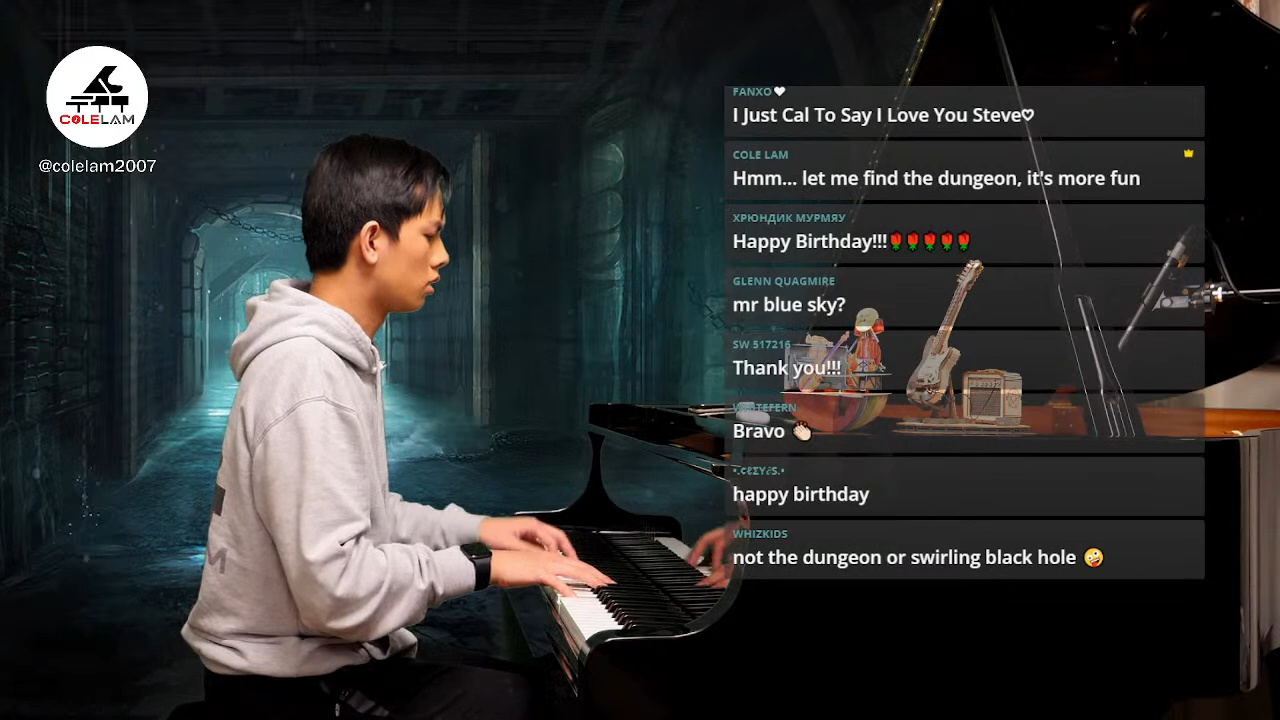 COLELAM
@colelam2007
FANXO🤍
I Just Cal To Say I Love You Steve♡
COLE LAM
Hmm... let me find the dungeon, it's more fun
ХРЮНДИК МУРМЯУ
Happy Birthday!!!🌹🌹🌹🌹🌹
GLENN QUAGMIRE
mr blue sky?
SW 517216
Thank you!!!
Bravo 👏🏻
happy birthday
WHIZKIDS
not the dungeon or swirling black hole 🤪